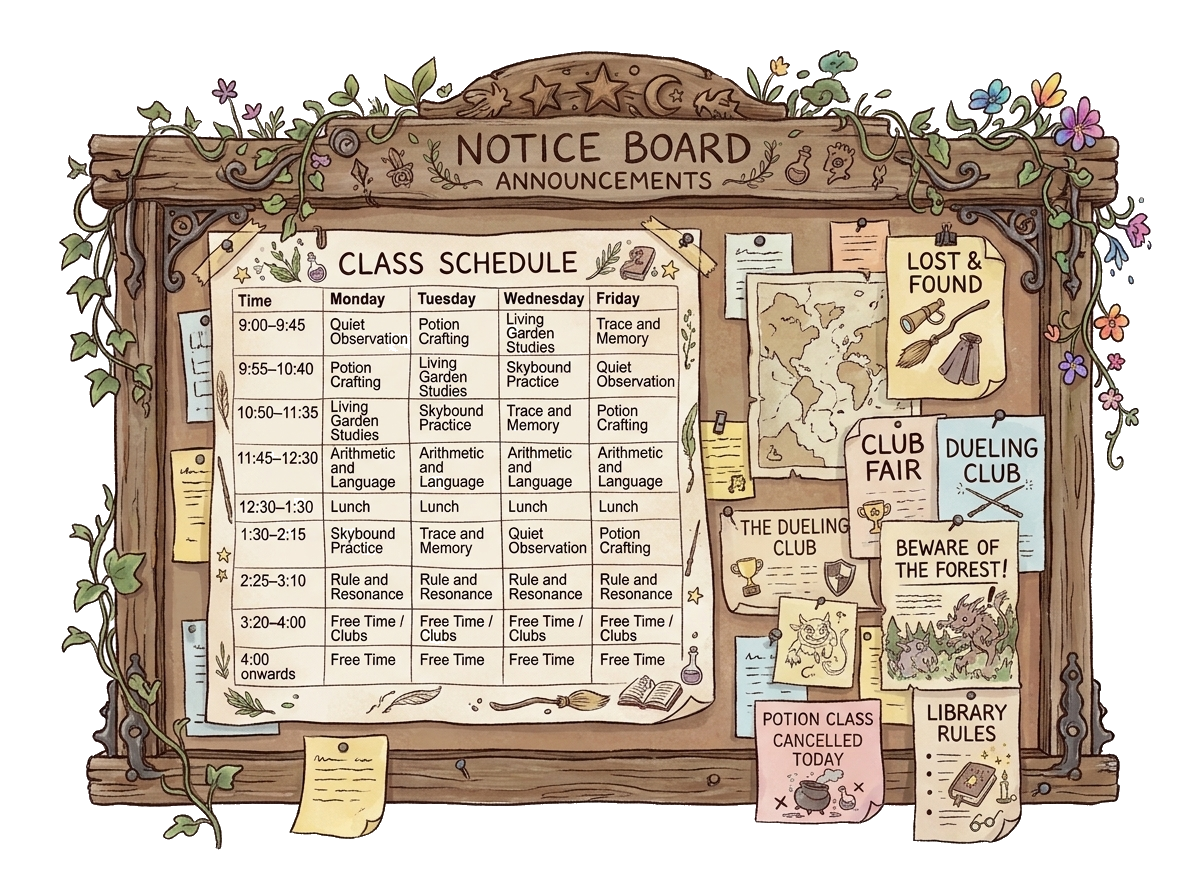 NOTICE BOARD
ANNOUNCEMENTS
CLASS SCHEDULE
Time Monday Tuesday Wednesday Friday
9:00–9:45 Quiet Observation Potion Crafting Living Garden Studies Trace and Memory
9:55–10:40 Potion Crafting Living Garden Studies Skybound Practice Quiet Observation
10:50–11:35 Living Garden Studies Skybound Practice Trace and Memory Potion Crafting
11:45–12:30 Arithmetic and Language Arithmetic and Language Arithmetic and Language Arithmetic and Language
12:30–1:30 Lunch Lunch Lunch Lunch
1:30–2:15 Skybound Practice Trace and Memory Quiet Observation Potion Crafting
2:25–3:10 Rule and Resonance Rule and Resonance Rule and Resonance Rule and Resonance
3:20–4:00 Free Time / Clubs Free Time / Clubs Free Time / Clubs Free Time / Clubs
4:00 onwards Free Time Free Time Free Time Free Time
LOST &
FOUND
CLUB
FAIR
DUELING
CLUB
THE DUELING
CLUB
BEWARE OF
THE FOREST!
POTION CLASS
CANCELLED
TODAY
LIBRARY
RULES